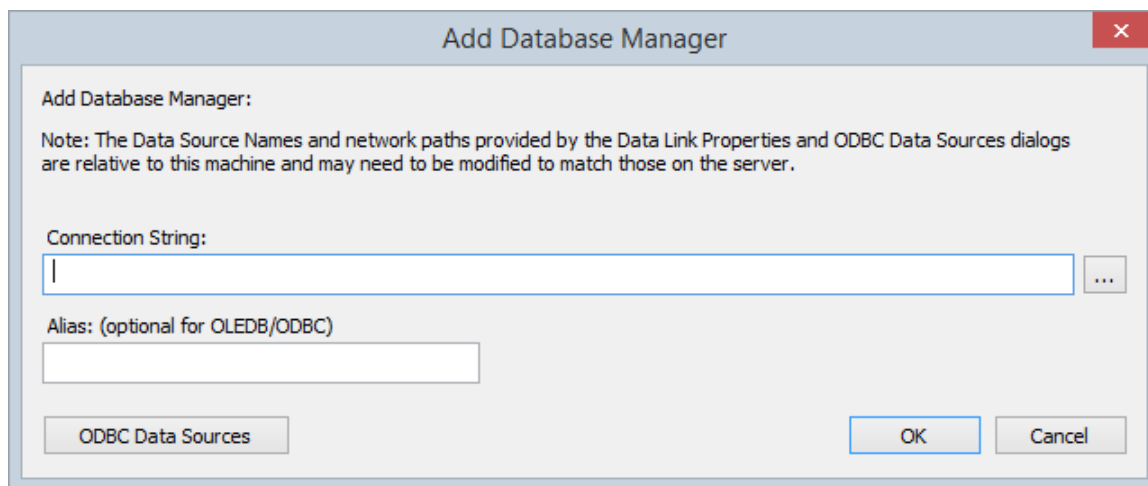 Add Database Manager
Add Database Manager:
Note: The Data Source Names and network paths provided by the Data Link Properties and ODBC Data Sources dialogs
are relative to this machine and may need to be modified to match those on the server.
Connection String:
...
Alias: (optional for OLEDB/ODBC)
ODBC Data Sources
OK
Cancel